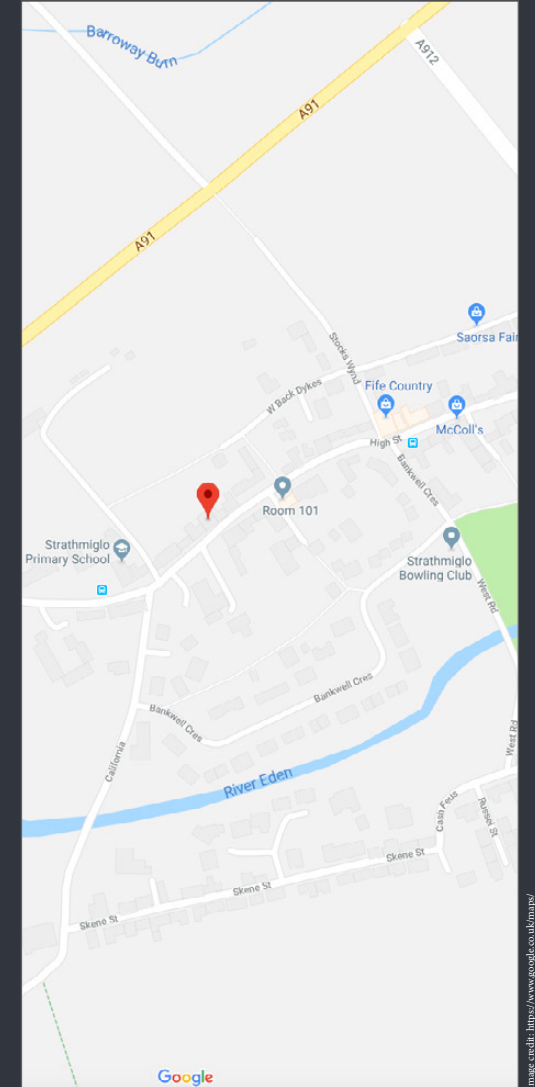 Barroway Burn
A912
A91
A91
Saorsa Fair
Stocks Wynd
Fife Country
W Back Dykes
McColl's
High St
Bankwell Cres
Room 101
Strathmiglo
Primary School
Strathmiglo
Bowling Club
West Rd
Bankwell Cres
Bankwell Cres
West Rd
California
River Eden
Cash Feus
Russel St
Skene St
Skene St
Skene St
Google
mage credit: https://www.google.co.uk/maps/